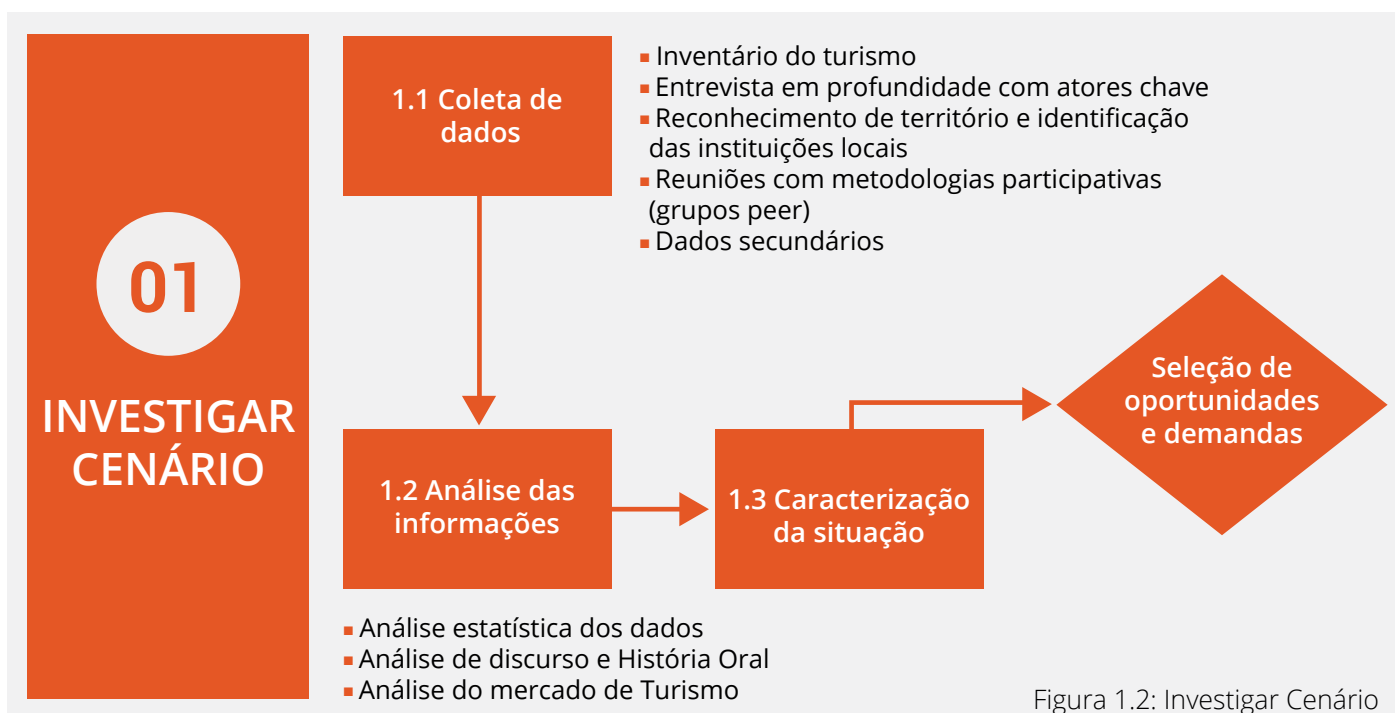 01
INVESTIGAR
CENÁRIO
1.1 Coleta de
dados
▪ Inventário do turismo
▪ Entrevista em profundidade com atores chave
▪ Reconhecimento de território e identificação
das instituições locais
▪ Reuniões com metodologias participativas
(grupos peer)
▪ Dados secundários
1.2 Análise das
informações
▪ Análise estatística dos dados
▪ Análise de discurso e História Oral
▪ Análise do mercado de Turismo
1.3 Caracterização
da situação
Seleção de
oportunidades
e demandas
Figura 1.2: Investigar Cenário